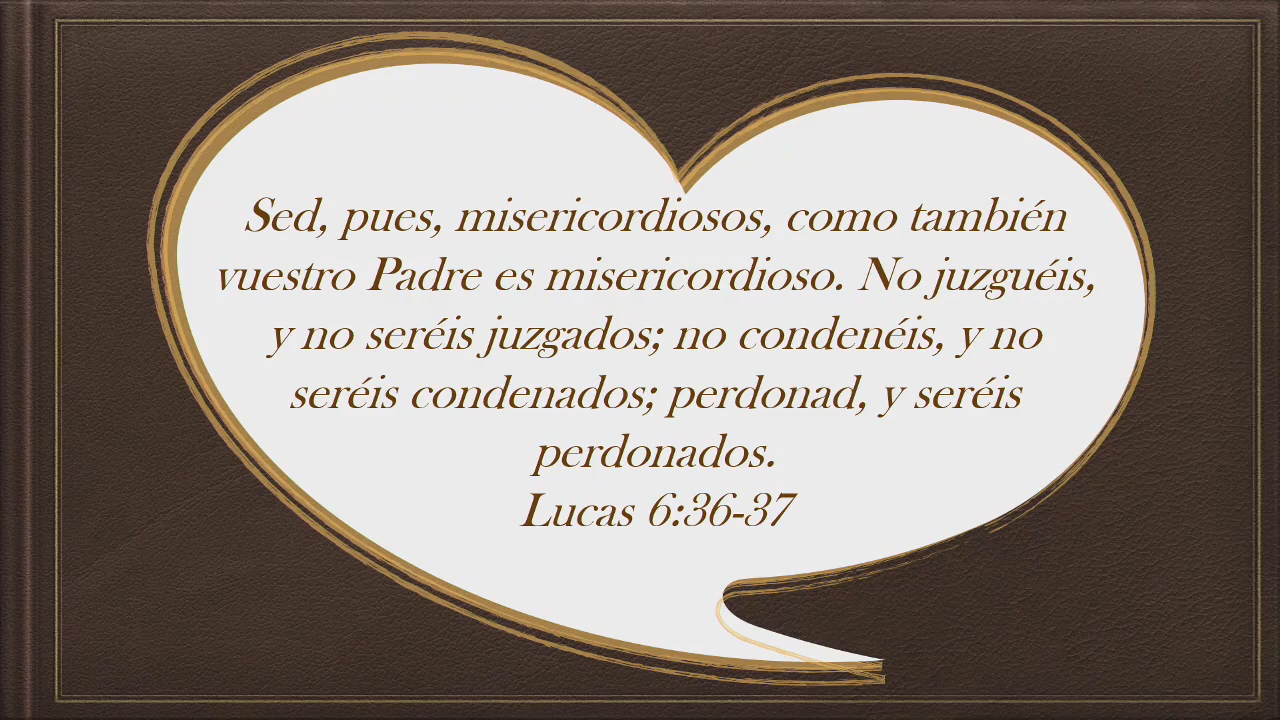 Sed, pues, misericordiosos, como también
vuestro Padre es misericordioso. No juzguéis,
y no seréis juzgados; no condenéis, y no
seréis condenados; perdonad, y seréis
perdonados.
Lucas 6:36-37